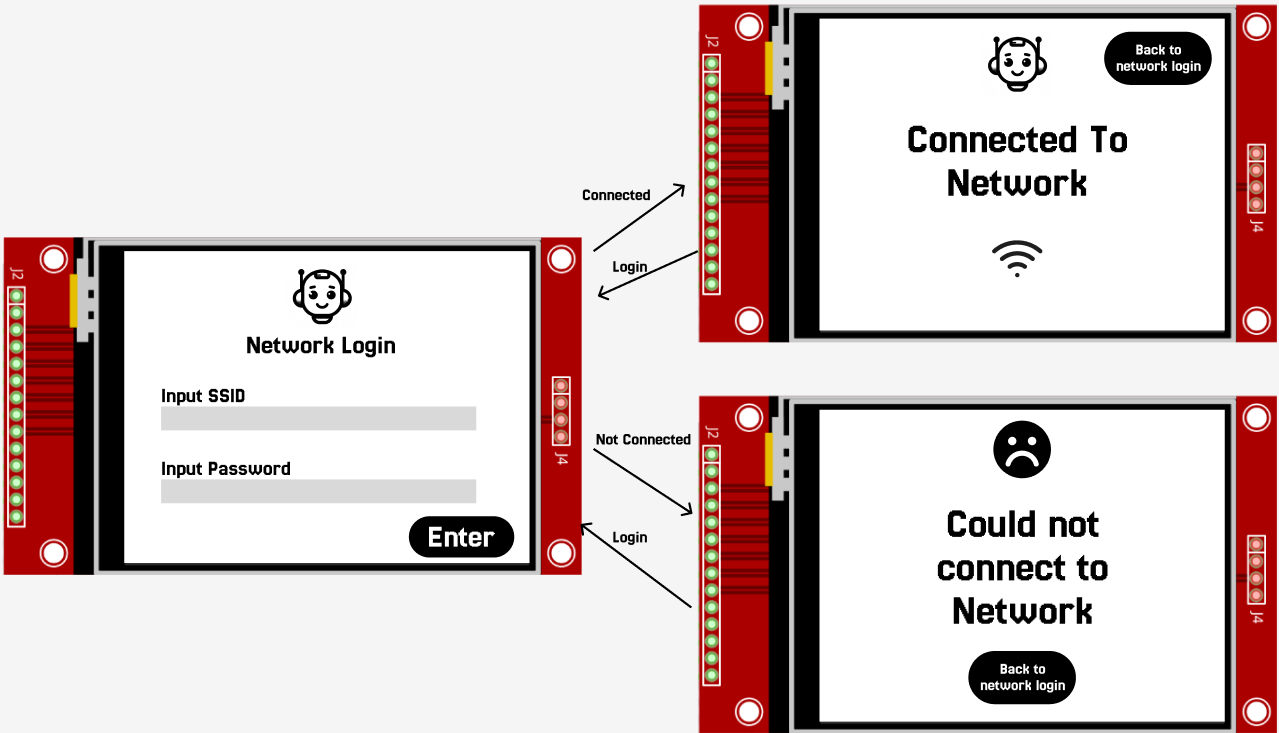 J2
Network Login
Input SSID
Input Password
Enter
J4
Connected
Login
Not Connected
Login
J2
Back to
network login
Connected To
Network
J4
J2
Could not
connect to
Network
Back to
network login
J4